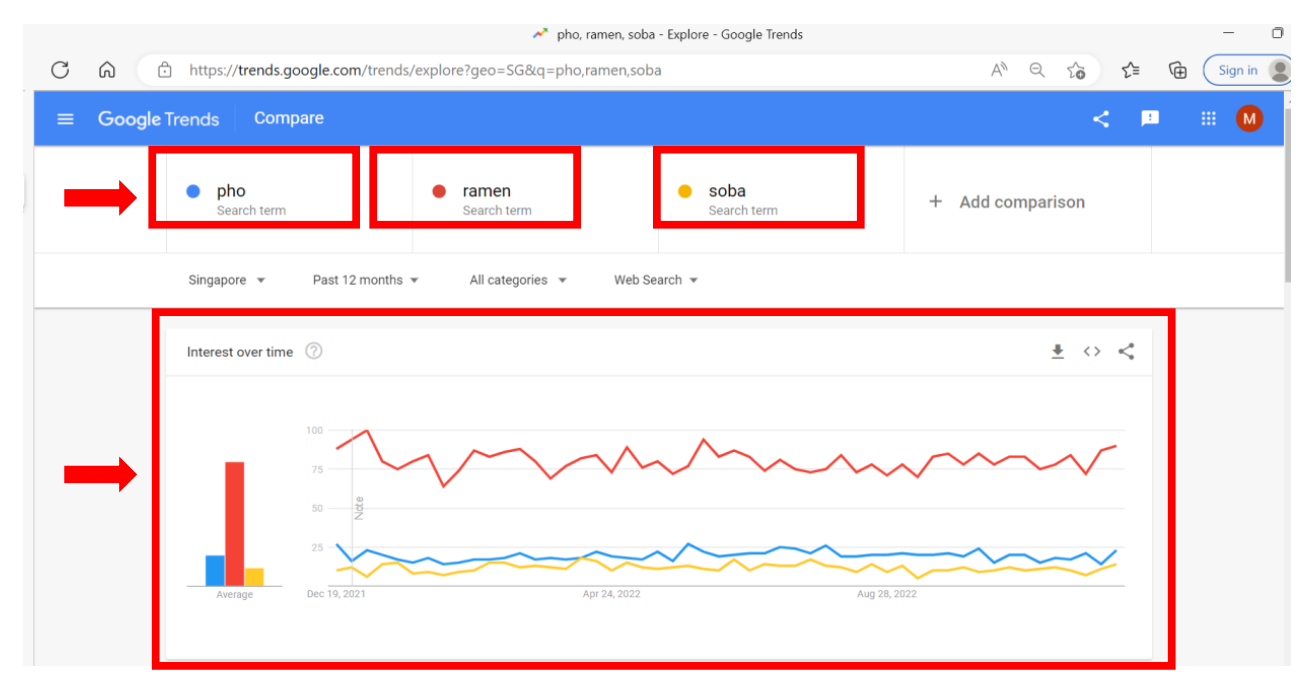 pho, ramen, soba - Explore - Google Trends
https://trends.google.com/trends/explore?geo=SG&q=pho,ramen,soba
Sign in
Google Trends Compare
M
pho ramen soba
Search term Search term Search term
+ Add comparison
Singapore Past 12 months All categories Web Search
Interest over time
100
75
50
25
Note
Average Dec 19, 2021 Apr 24, 2022 Aug 28, 2022